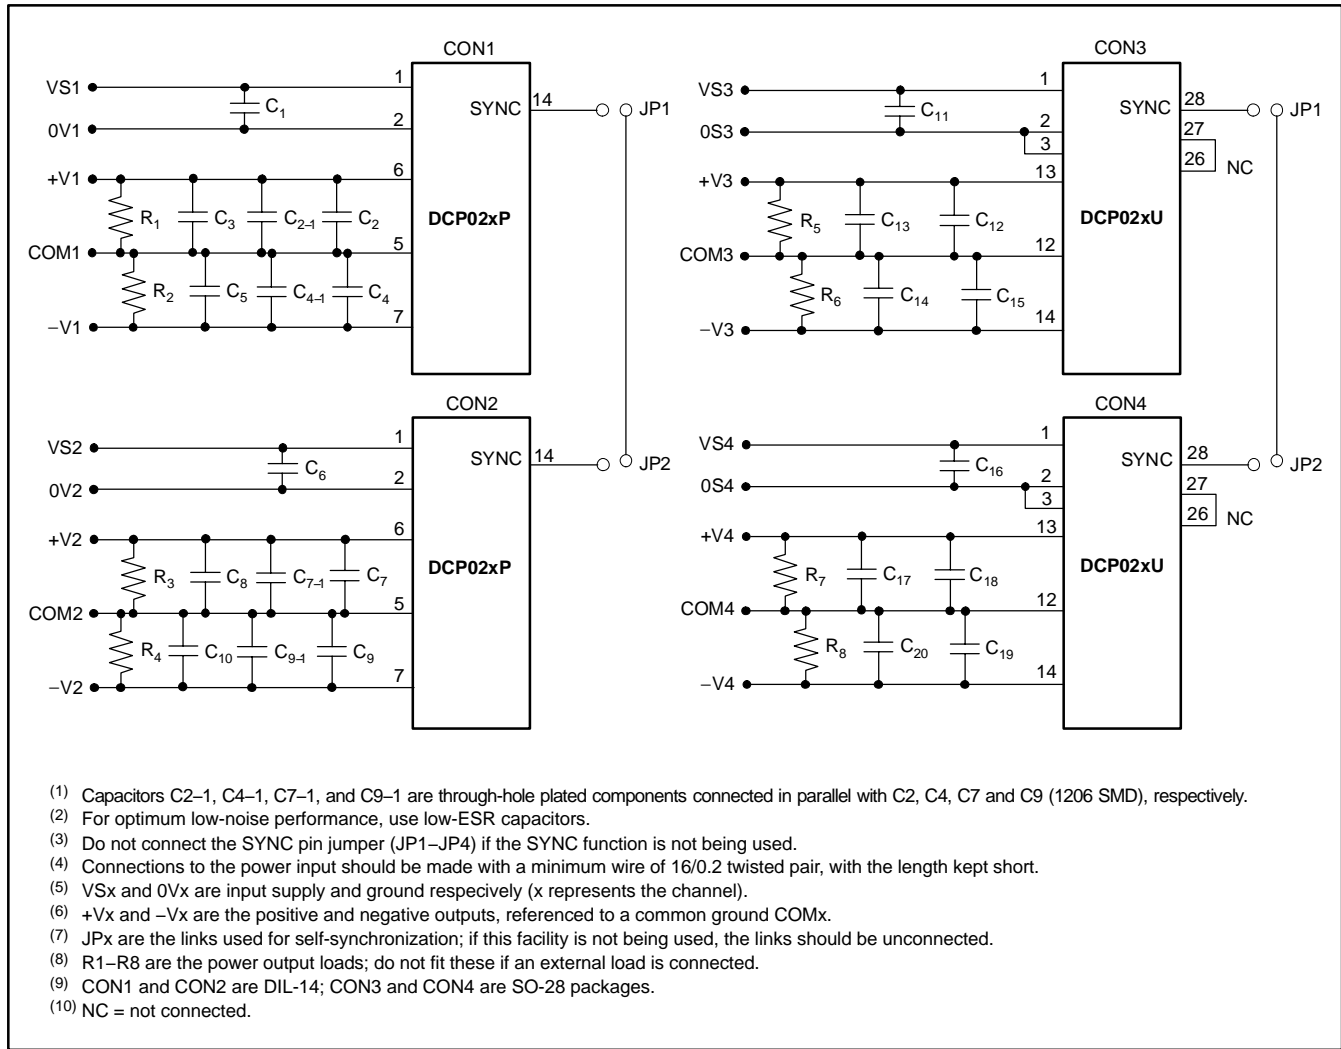 CON1
VS1
1
C1
SYNC
14
JP1
0V1
2
+V1
6
R1
C3
C2–1
C2
DCP02xP
COM1
5
R2
C5
C4–1
C4
−V1
7
CON3
VS3
1
C11
SYNC
28
JP1
0S3
2
3
27
26
NC
+V3
13
R5
C13
C12
DCP02xU
COM3
12
R6
C14
C15
−V3
14
CON2
VS2
1
C6
SYNC
14
JP2
0V2
2
+V2
6
R3
C8
C7–1
C7
DCP02xP
COM2
5
R4
C10
C9–1
C9
−V2
7
CON4
VS4
1
C16
SYNC
28
JP2
0S4
2
3
27
26
NC
+V4
13
R7
C17
C18
DCP02xU
COM4
12
R8
C20
C19
−V4
14
(1) Capacitors C2–1, C4–1, C7–1, and C9–1 are through-hole plated components connected in parallel with C2, C4, C7 and C9 (1206 SMD), respectively.
(2) For optimum low-noise performance, use low-ESR capacitors.
(3) Do not connect the SYNC pin jumper (JP1–JP4) if the SYNC function is not being used.
(4) Connections to the power input should be made with a minimum wire of 16/0.2 twisted pair, with the length kept short.
(5) VSx and 0Vx are input supply and ground respecively (x represents the channel).
(6) +Vx and −Vx are the positive and negative outputs, referenced to a common ground COMx.
(7) JPx are the links used for self-synchronization; if this facility is not being used, the links should be unconnected.
(8) R1–R8 are the power output loads; do not fit these if an external load is connected.
(9) CON1 and CON2 are DIL-14; CON3 and CON4 are SO-28 packages.
(10) NC = not connected.